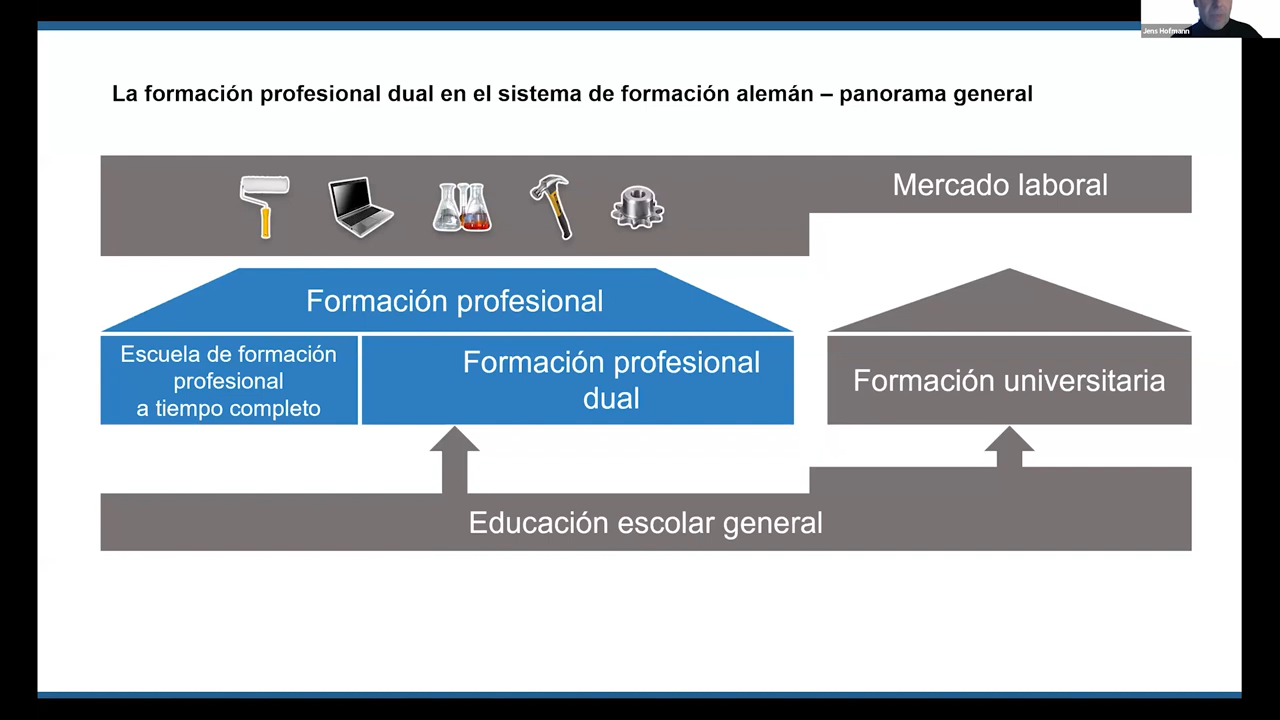 Jens Hofmann
La formación profesional dual en el sistema de formación alemán – panorama general
Mercado laboral
Formación profesional
Escuela de formación
profesional
a tiempo completo
Formación profesional
dual
Formación universitaria
Educación escolar general